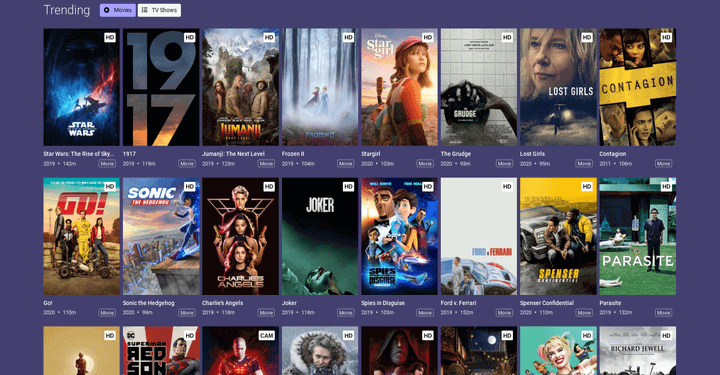 Trending Movies TV Shows
HD HD HD HD HD HD HD HD
STAR WARS
19
17
JUMANJI
THE NEXT LEVEL
FROZEN II
Disney
Stargirl
THE GRUDGE
LOST GIRLS
CONTAGION
Star Wars: The Rise of Sky... 1917 Jumanji: The Next Level Frozen II Stargirl The Grudge Lost Girls Contagion
2019 • 142m Movie 2019 • 119m Movie 2019 • 123m Movie 2019 • 104m Movie 2020 • 103m Movie 2020 • 93m Movie 2020 • 95m Movie 2011 • 106m Movie
HD HD HD HD HD HD HD HD
GO!
SONIC
THE HEDGEHOG
CHARLIE'S
ANGELS
JOKER
WILL SMITH TOM HOLLAND
SPIES IN
DISGUISE
FORD v FERRARI
SPENSER
CONFIDENTIAL
PARASITE
Go! Sonic the Hedgehog Charlie's Angels Joker Spies in Disguise Ford v Ferrari Spenser Confidential Parasite
2020 • 110m Movie 2020 • 99m Movie 2019 • 118m Movie 2019 • 118m Movie 2019 • 103m Movie 2019 • 152m Movie 2020 • 110m Movie 2019 • 132m Movie
HD HD CAM HD HD HD HD HD
DC
SUPERMAN
RED
SON
RICHARD JEWELL